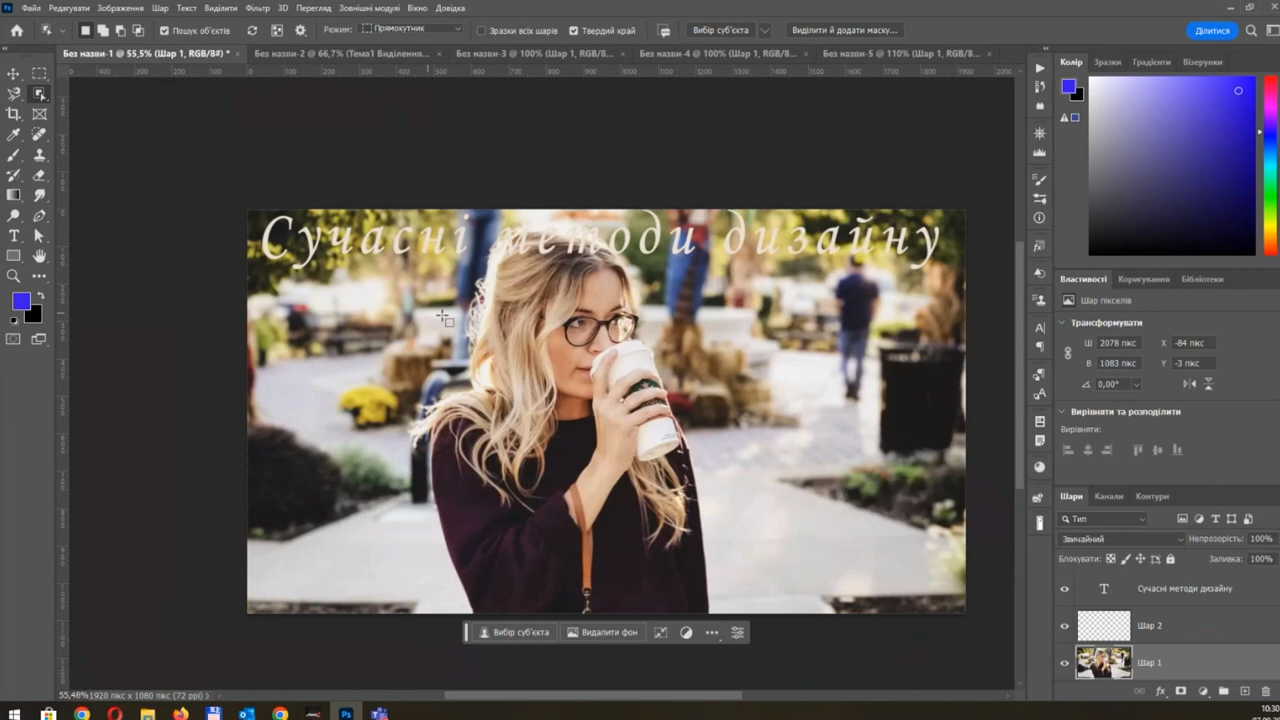 Файл Редагувати Зображення Шар Текст Виділити Фільтр 3D Перегляд Зовнішні модулі Вікно Довідка
Пошук об'єктів Режим: Прямокутник Зразки всіх шарів Твердий край Вибір суб'єкта Виділити й додати маску... Ділитися
Без назви-1 @ 55,5% (Шар 1, RGB/8#) * × Без назви-2 @ 66,7% (Тема1 Виділення... × Без назви-3 @ 100% (Шар 1, RGB/8... × Без назви-4 @ 100% (Шар 1, RGB/8... × Без назви-5 @ 110% (Шар 1, RGB/8... ×
Колір Зразки Градієнти Візерунки
Сучасні методи дизайну
Властивості Коригування Бібліотеки
Шар пікселів
Трансформувати
Ш 2078 пкс X -84 пкс
В 1083 пкс Y -3 пкс
0,00°
Вирівняти та розподілити
Вирівняти:
Шари Канали Контури
Тип
Звичайний Непрозорість: 100%
Блокувати: Заливка: 100%
Сучасні методи дизайну
Шар 2
Вибір суб'єкта Видалити фон
Шар 1
55,48% 1920 пкс x 1080 пкс (72 ppi)
10:30